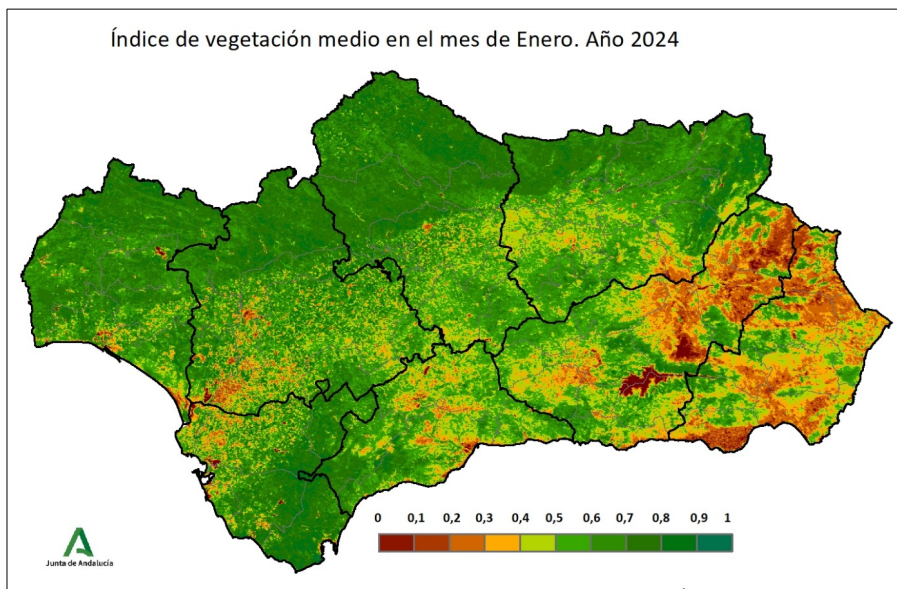 Índice de vegetación medio en el mes de Enero. Año 2024
0 0,1 0,2 0,3 0,4 0,5 0,6 0,7 0,8 0,9 1
Junta de Andalucía